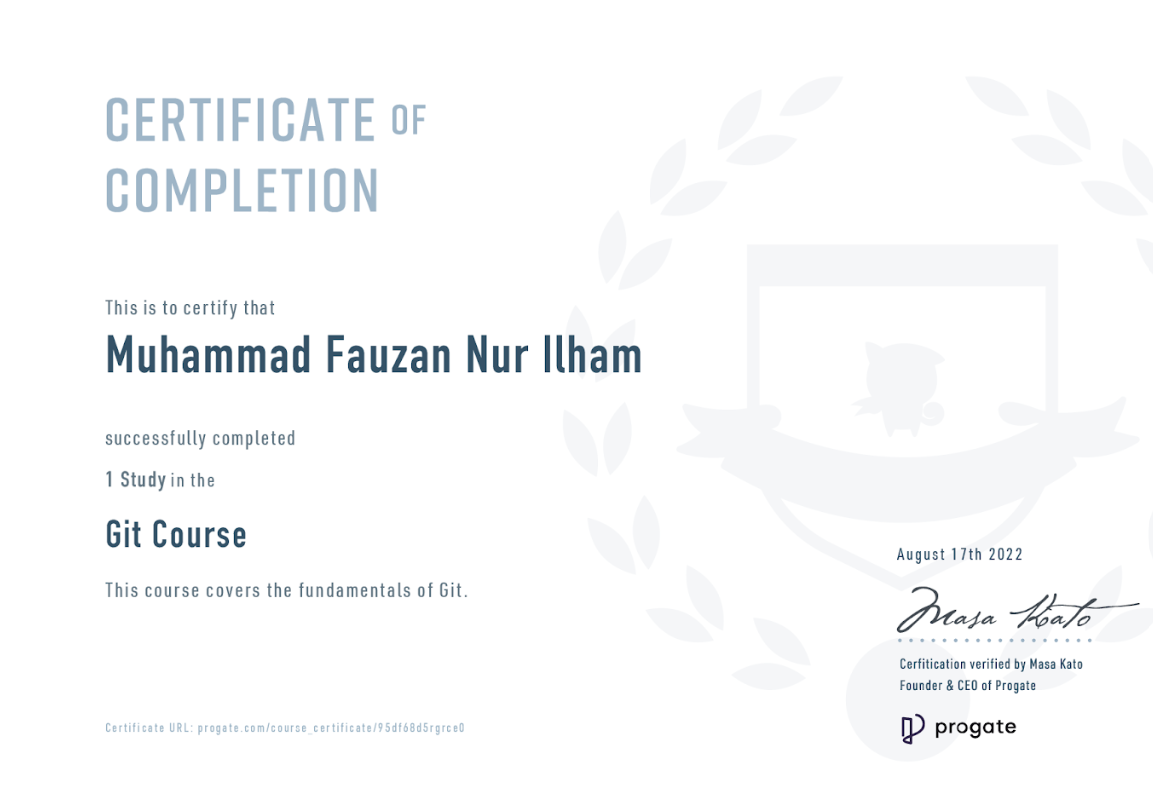 CERTIFICATE OF
COMPLETION
This is to certify that
Muhammad Fauzan Nur Ilham
successfully completed
1 Study in the
Git Course
This course covers the fundamentals of Git.
August 17th 2022
Masa Kato
Cerfitication verified by Masa Kato
Founder & CEO of Progate
progate
Certificate URL: progate.com/course_certificate/95df68d5rgrce0